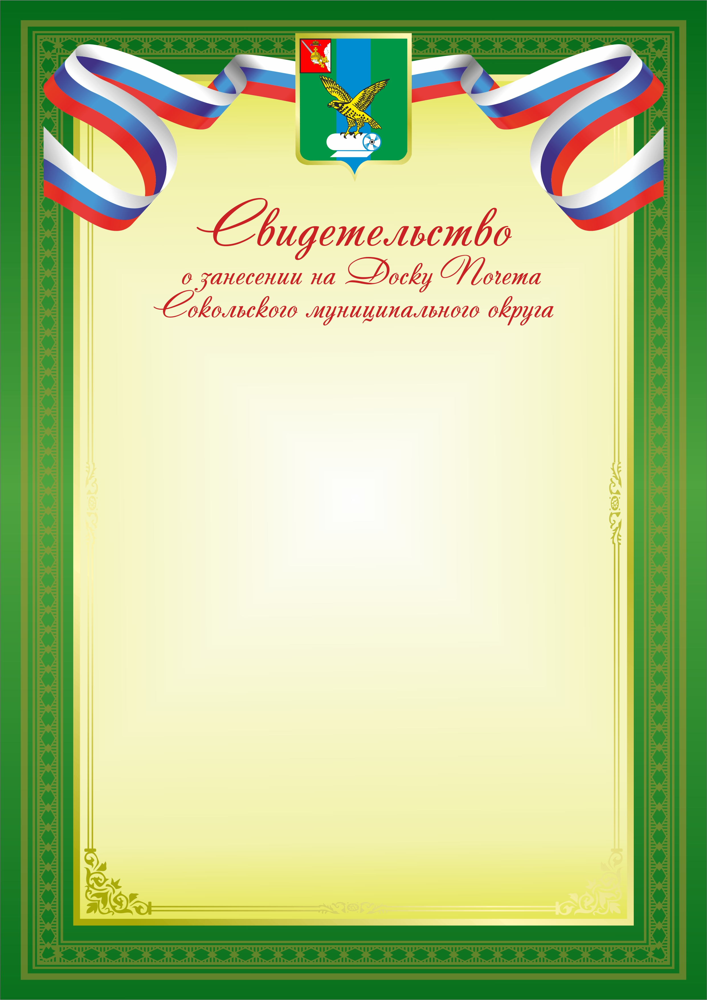 Свидетельство
о занесении на Доску Почета
Сокольского муниципального округа